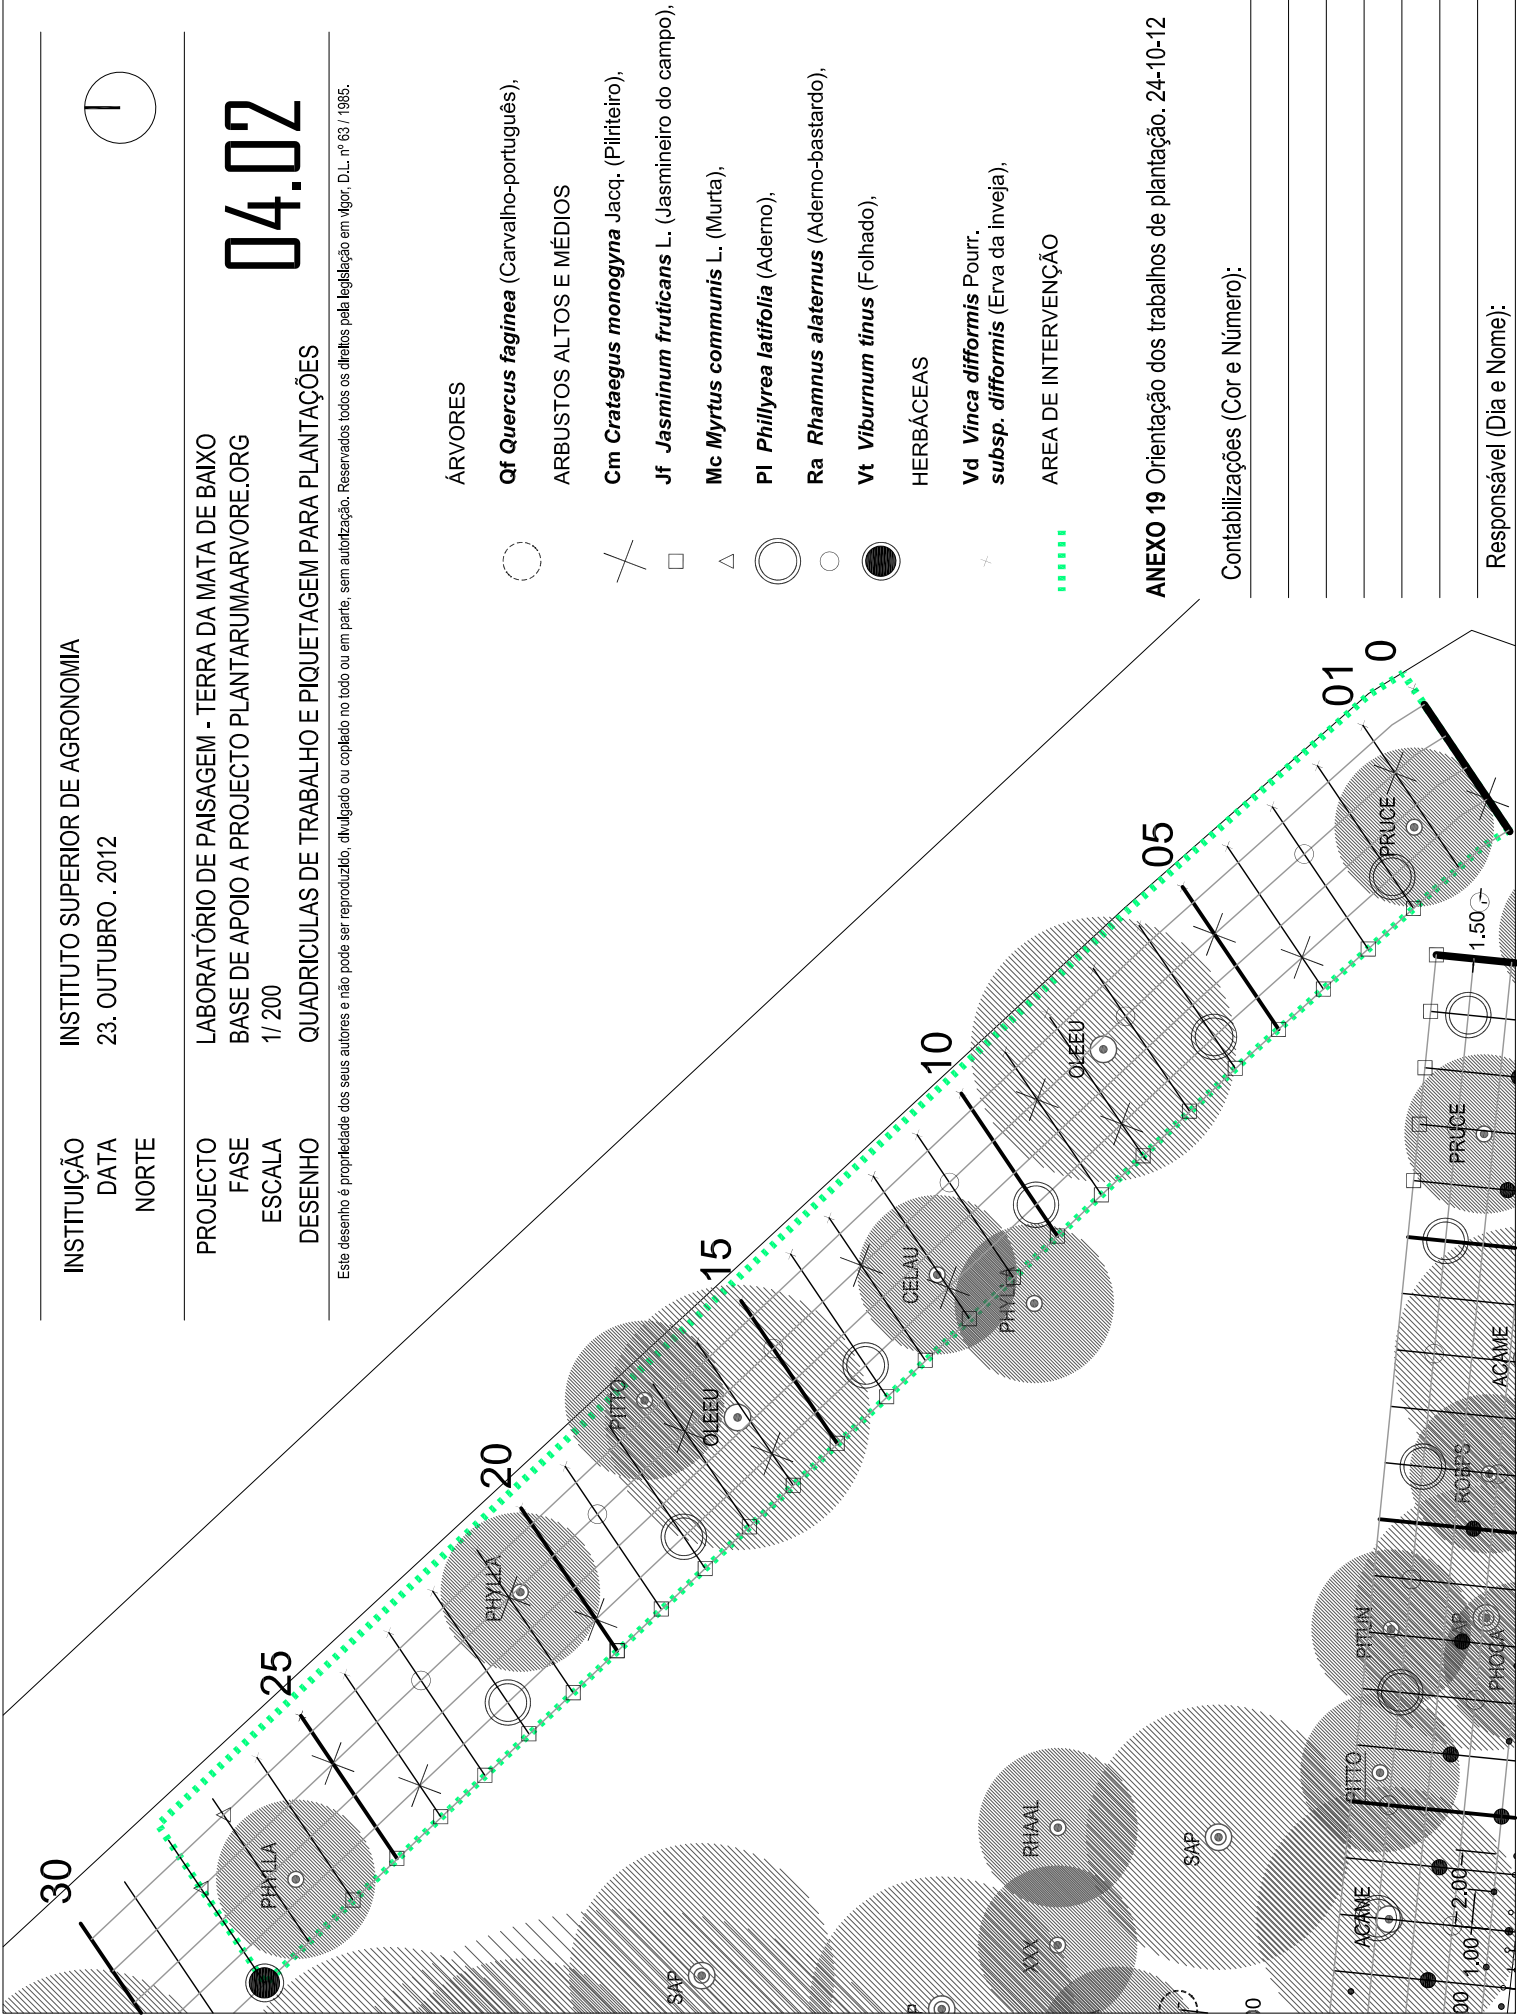 INSTITUIÇÃO INSTITUTO SUPERIOR DE AGRONOMIA
DATA 23. OUTUBRO . 2012
NORTE
PROJECTO LABORATÓRIO DE PAISAGEM - TERRA DA MATA DE BAIXO
FASE BASE DE APOIO A PROJECTO PLANTARUMAARVORE.ORG
ESCALA 1/ 200
DESENHO QUADRICULAS DE TRABALHO E PIQUETAGEM PARA PLANTAÇÕES
04.02
Este desenho é propriedade dos seus autores e não pode ser reproduzido, divulgado ou copiado no todo ou em parte, sem autorização. Reservados todos os direitos pela legislação em vigor, D.L. nº 63 / 1985.
ÁRVORES
Qf Quercus faginea (Carvalho-português),
ARBUSTOS ALTOS E MÉDIOS
Cm Crataegus monogyna Jacq. (Pilriteiro),
Jf Jasminum fruticans L. (Jasmineiro do campo),
Mc Myrtus communis L. (Murta),
Pl Phillyrea latifolia (Aderno),
Ra Rhamnus alaternus (Aderno-bastardo),
Vt Viburnum tinus (Folhado),
HERBÁCEAS
Vd Vinca difformis Pourr.
subsp. difformis (Erva da inveja),
AREA DE INTERVENÇÃO
ANEXO 19 Orientação dos trabalhos de plantação. 24-10-12
Contabilizações (Cor e Número):
Responsável (Dia e Nome):
30
25
20
15
10
05
01
0
PHYLLA
PHYLLA
PITTO
OLEEU
CELAU
PHYLLA
OLEEU
PRUCE
1.50
PRUCE
ACAME
ROBPS
PITUN
PHOCA
PITTO
RHAAL
SAP
XXX
SAP
ACAME
2.00
1.00